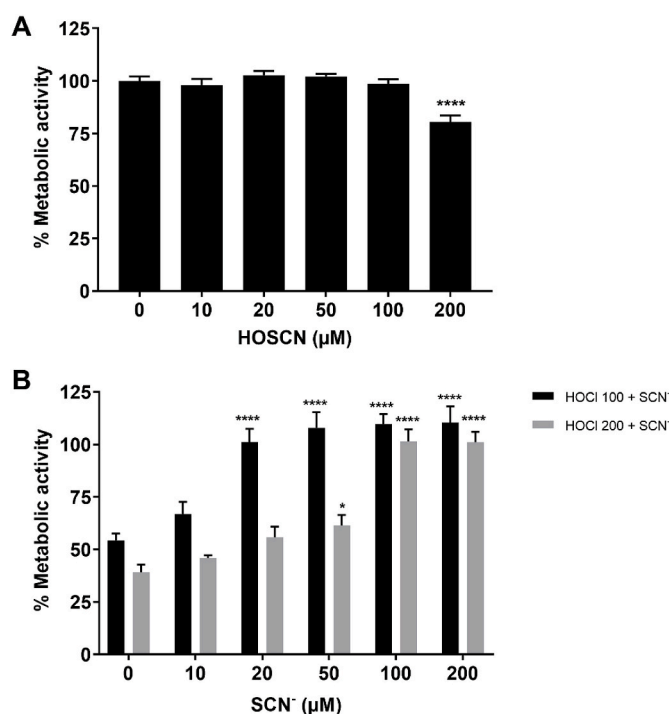 A
% Metabolic activity
125
100
75
50
25
0
****
0 10 20 50 100 200
HOSCN (µM)
B
% Metabolic activity
125
100
75
50
25
0
**** **** **** **** **** ****
*
0 10 20 50 100 200
SCN⁻ (µM)
HOCl 100 + SCN⁻
HOCl 200 + SCN⁻